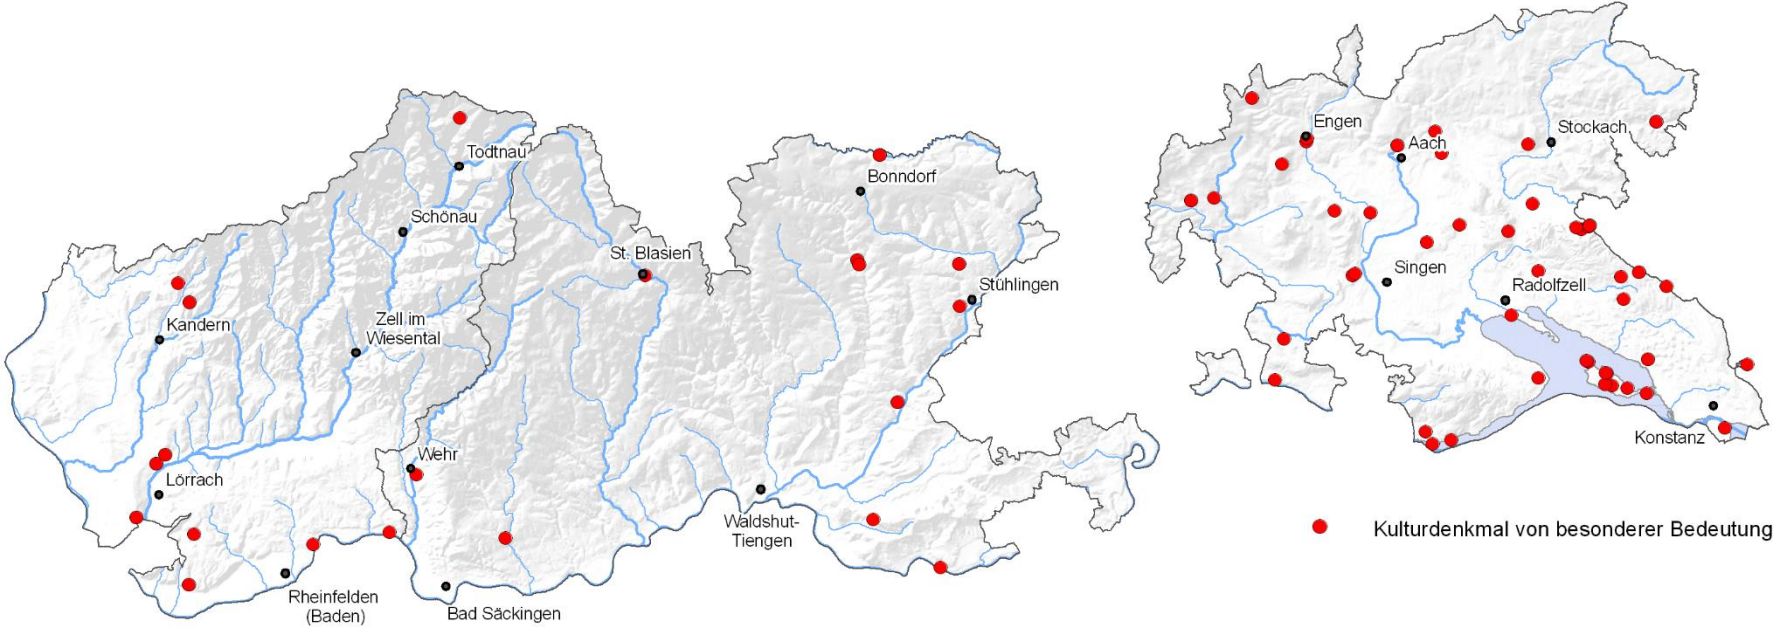 Todtnau
Schönau
St. Blasien
Bonndorf
Stühlingen
Kandern
Zell im
Wiesental
Wehr
Lörrach
Waldshut-
Tiengen
Rheinfelden
(Baden)
Bad Säckingen
Engen
Aach
Stockach
Singen
Radolfzell
Konstanz
Kulturdenkmal von besonderer Bedeutung